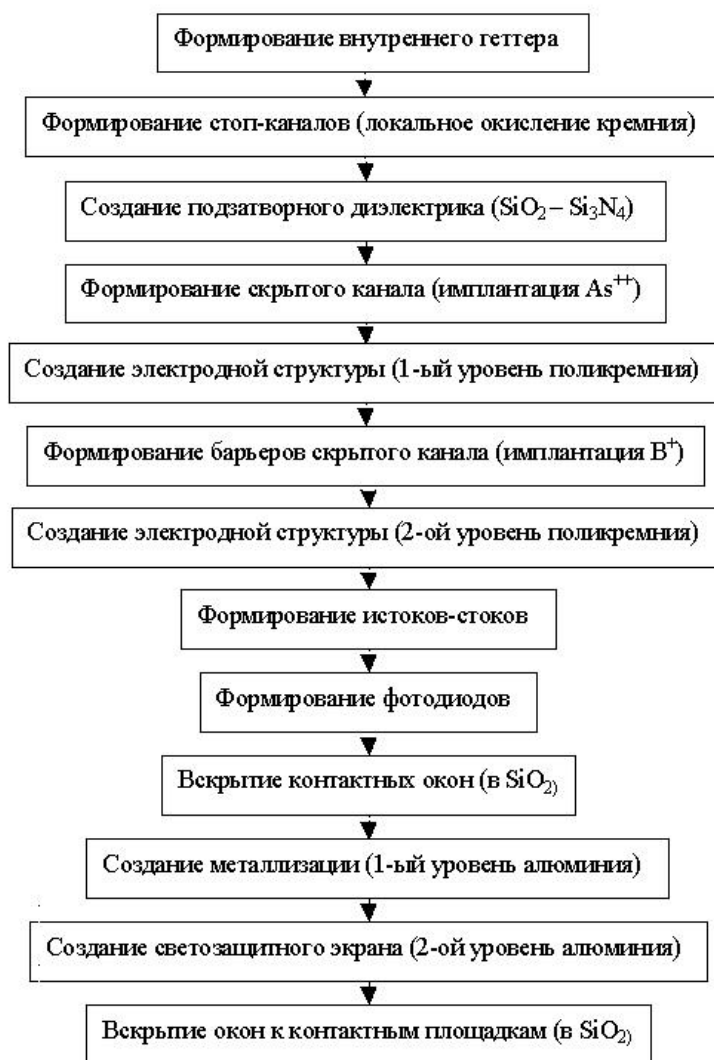 Формирование внутреннего геттера
Формирование стоп-каналов (локальное окисление кремния)
Создание подзатворного диэлектрика (SiO₂ – Si₃N₄)
Формирование скрытого канала (имплантация As⁺⁺)
Создание электродной структуры (1-ый уровень поликремния)
Формирование барьеров скрытого канала (имплантация B⁺)
Создание электродной структуры (2-ой уровень поликремния)
Формирование истоков-стоков
Формирование фотодиодов
Вскрытие контактных окон (в SiO₂₎
Создание металлизации (1-ый уровень алюминия)
Создание светозащитного экрана (2-ой уровень алюминия)
Вскрытие окон к контактным площадкам (в SiO₂₎